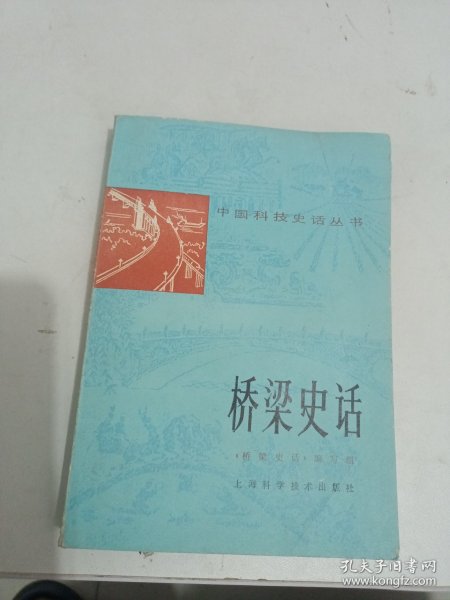 中国科技史话丛书
桥梁史话
《桥梁史话》编写组
上海科学技术出版社
孔夫子旧书网
www.kongfz.com